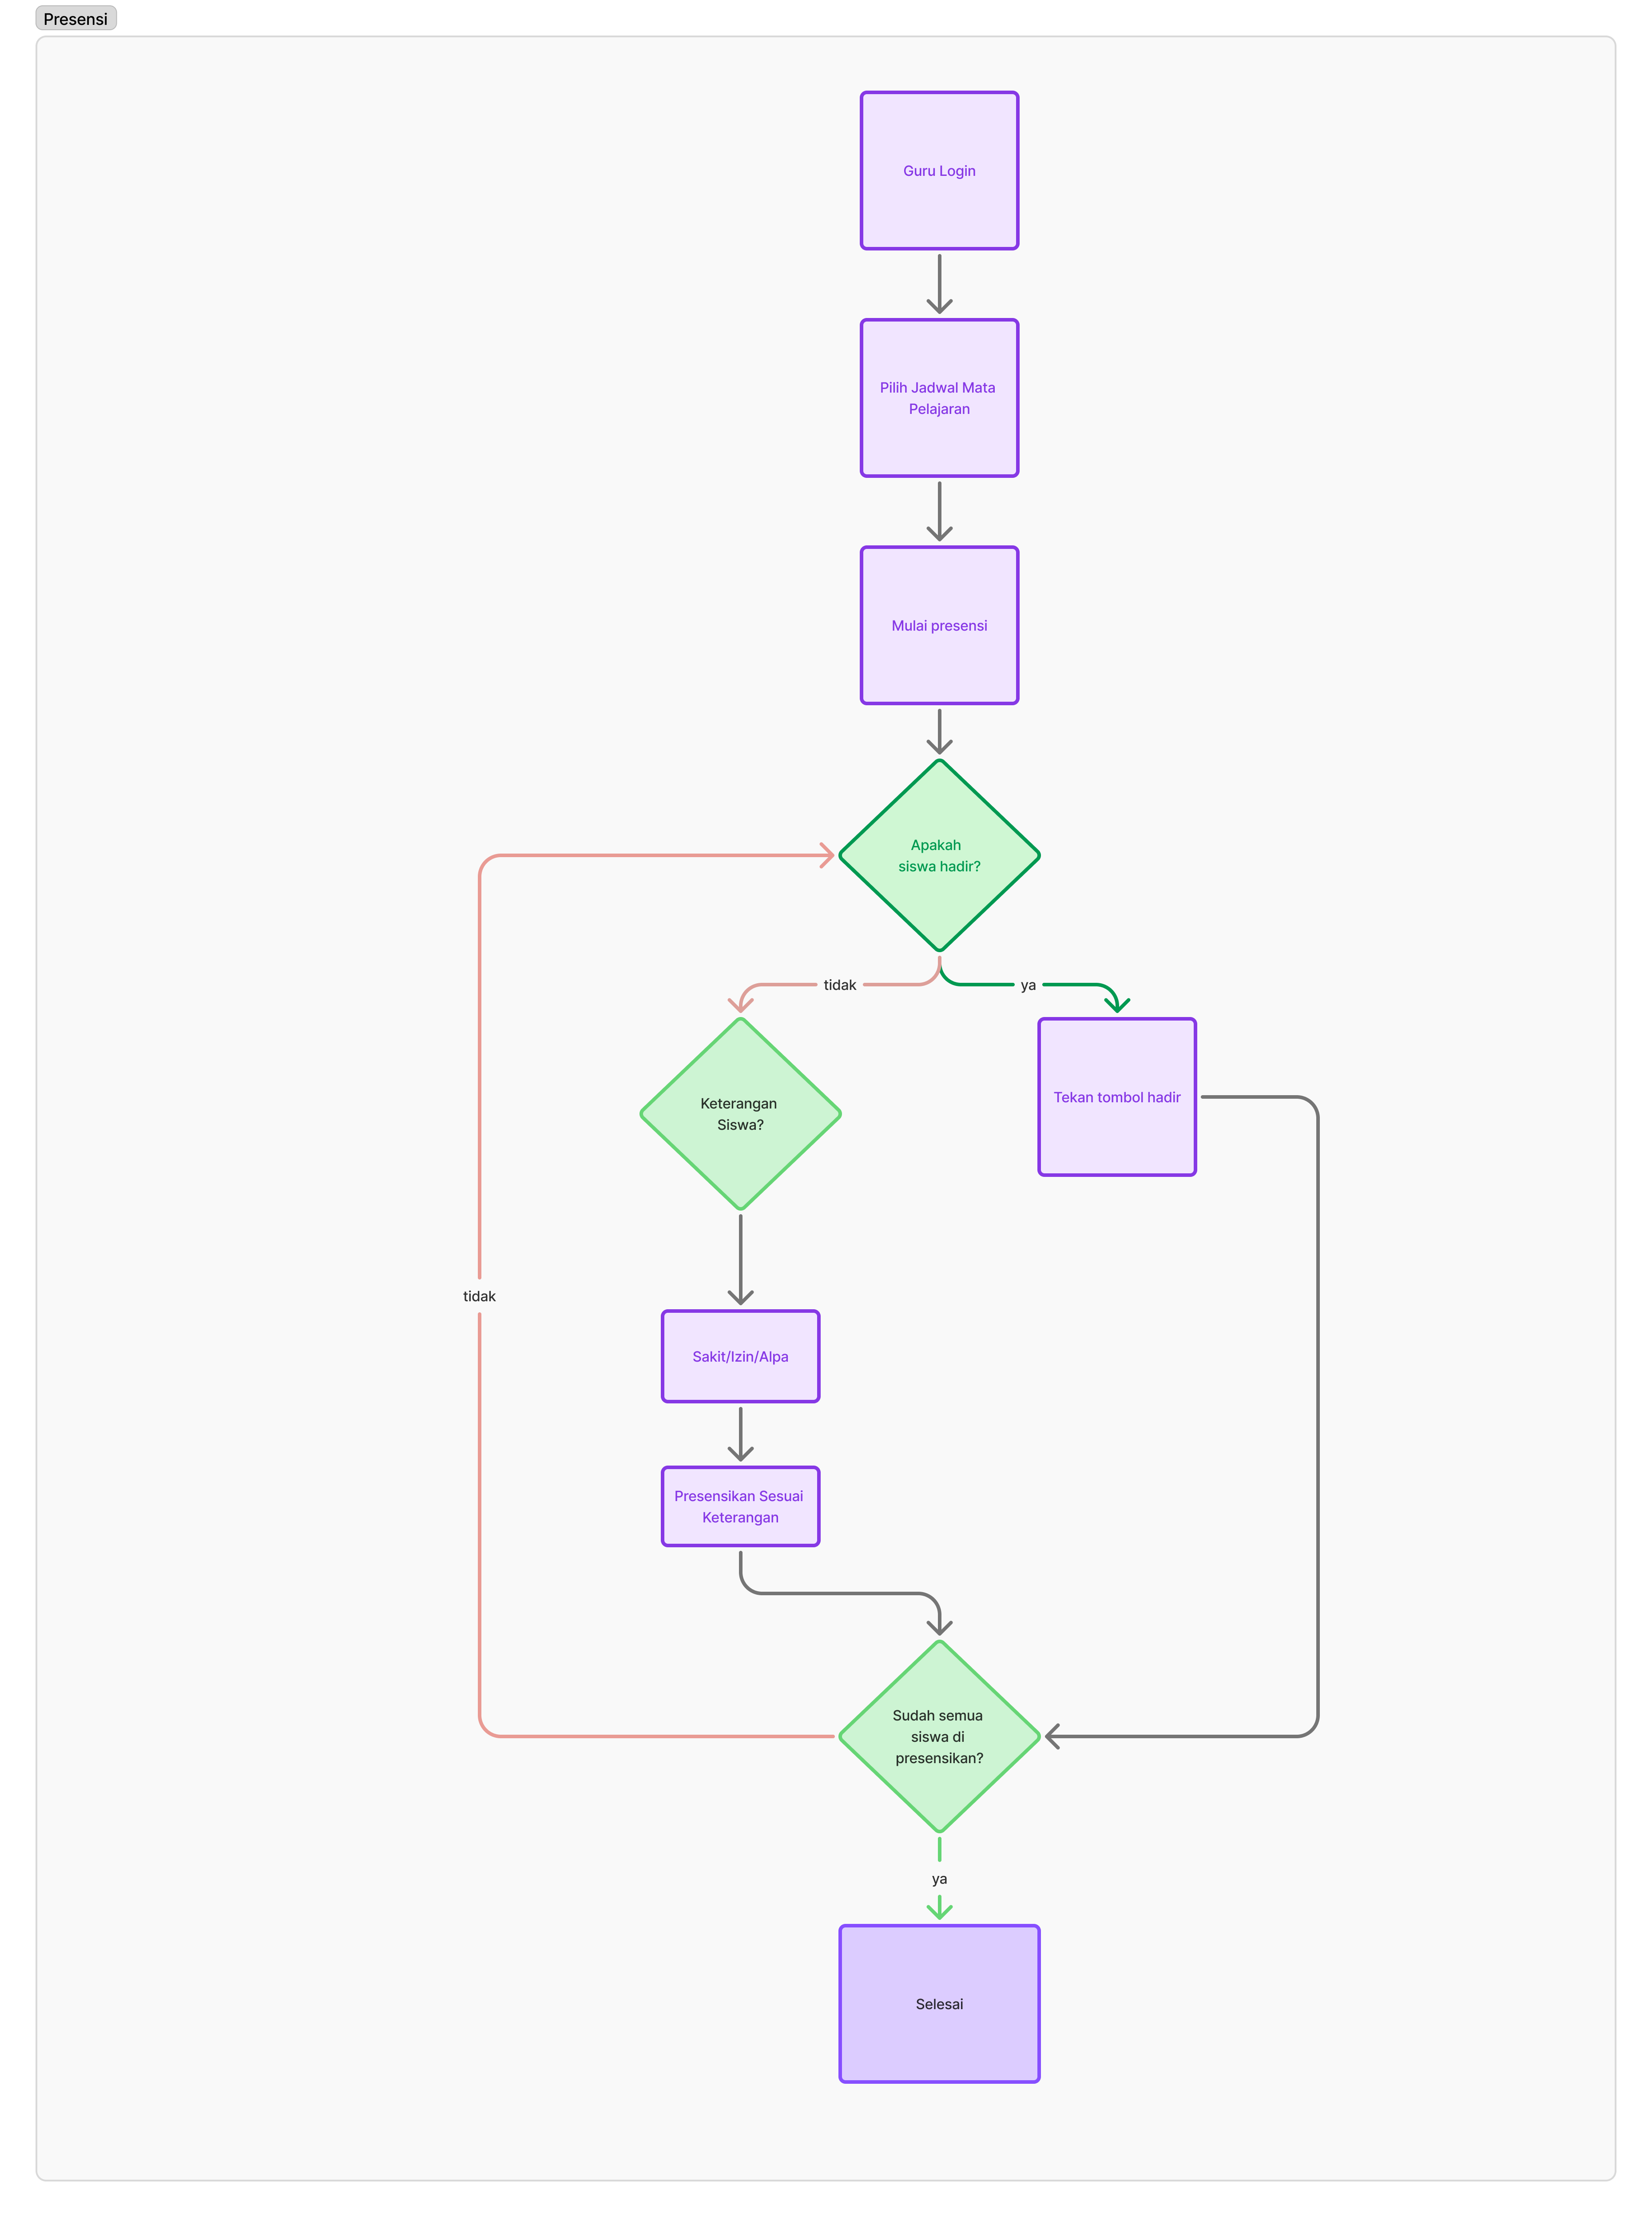 Presensi
Guru Login
Pilih Jadwal Mata
Pelajaran
Mulai presensi
Apakah
siswa hadir?
tidak
ya
Keterangan
Siswa?
Tekan tombol hadir
tidak
Sakit/Izin/Alpa
Presensikan Sesuai
Keterangan
Sudah semua
siswa di
presensikan?
ya
Selesai